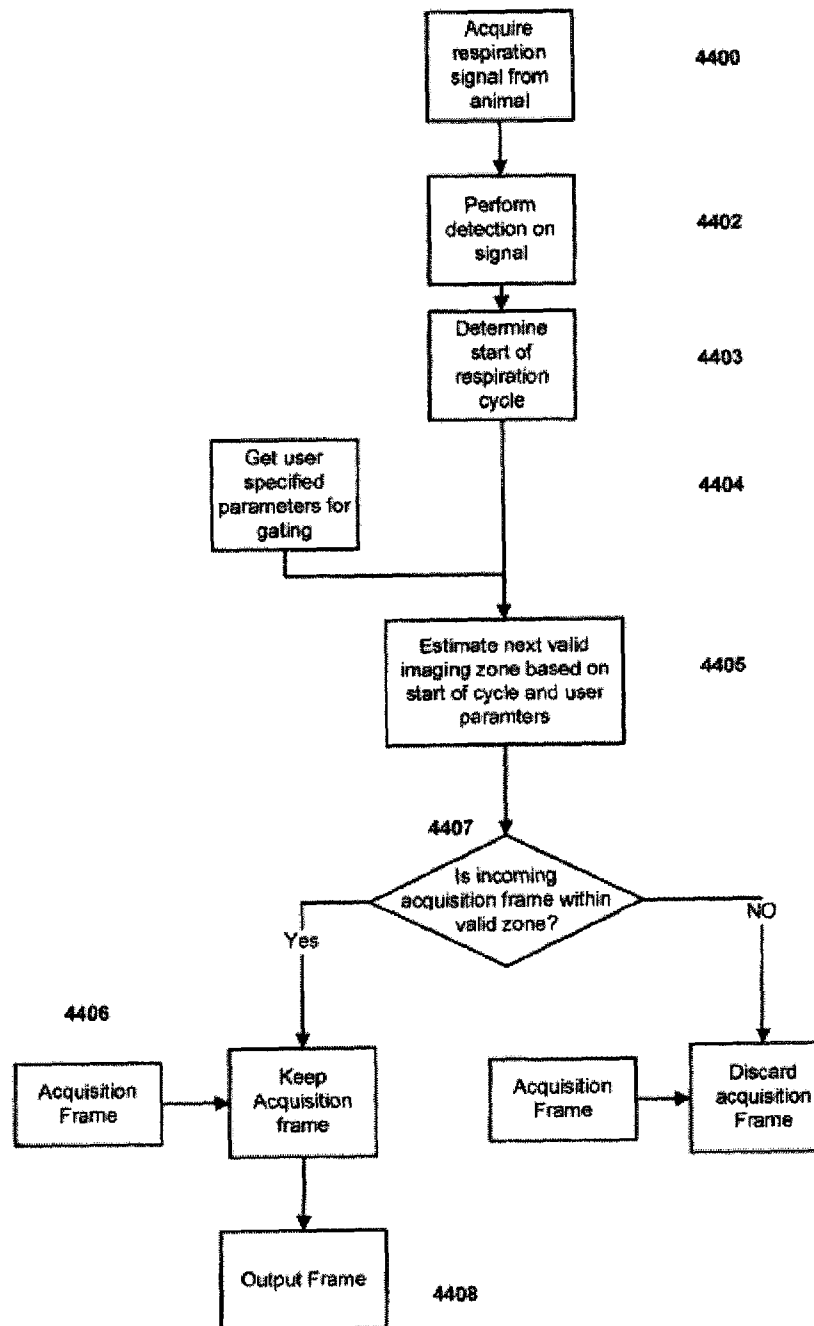 Acquire
respiration
signal from
animal
4400
Perform
detection on
signal
4402
Determine
start of
respiration
cycle
4403
Get user
specified
parameters for
gating
4404
Estimate next valid
imaging zone based on
start of cycle and user
paramters
4405
4407
Is incoming
acquisition frame within
valid zone?
Yes
NO
4406
Acquisition
Frame
Keep
Acquisition
frame
Acquisition
Frame
Discard
acquisition
Frame
Output Frame
4408